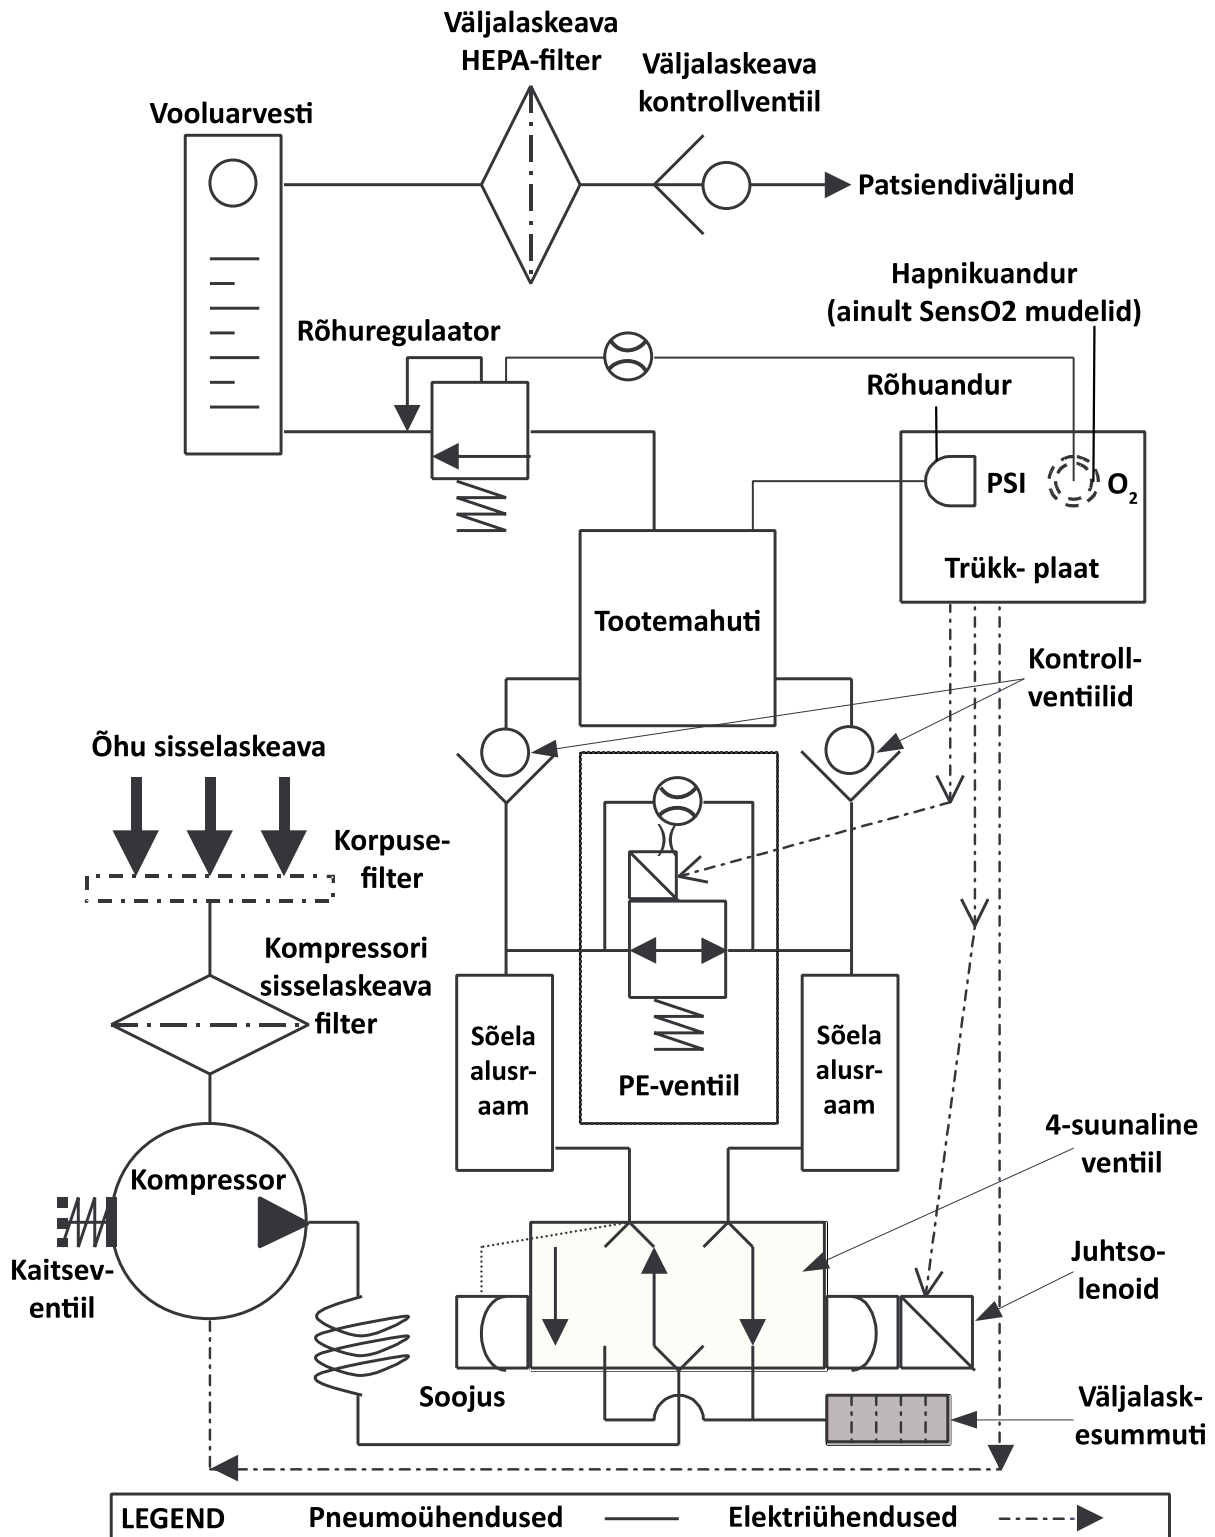 Väljalaskeava
HEPA-filter
Väljalaskeava
kontrollventiil
Vooluarvesti
Patsiendiväljund
Hapnikuandur
(ainult SensO2 mudelid)
Rõhuregulaator
Rõhuandur
PSI
O2
Trükk- plaat
Tootemahuti
Kontroll-
ventiilid
Õhu sisselaskeava
Korpuse-
filter
Kompressori
sisselaskeava
filter
Sõela
alusr-
aam
Sõela
alusr-
aam
PE-ventiil
4-suunaline
ventiil
Kompressor
Kaitsev-
entiil
Juhtso-
lenoid
Soojus
Väljalask-
esummuti
LEGEND Pneumoühendused Elektriühendused